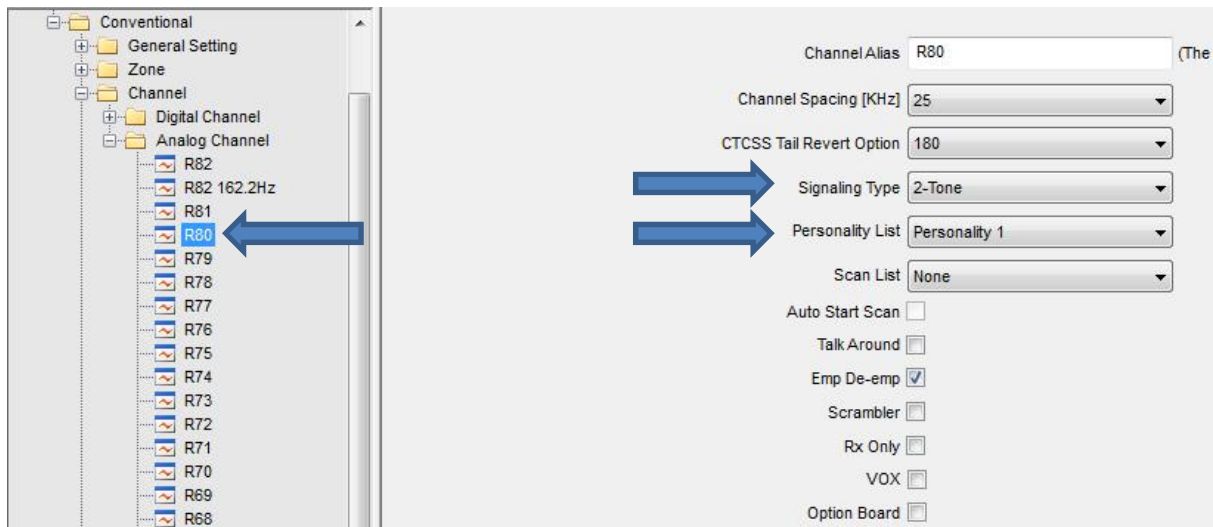 Conventional
General Setting
Zone
Channel
Digital Channel
Analog Channel
R82
R82 162.2Hz
R81
R80
R79
R78
R77
R76
R75
R74
R73
R72
R71
R70
R69
R68
Channel Alias R80 (The
Channel Spacing [KHz] 25
CTCSS Tail Revert Option 180
Signaling Type 2-Tone
Personality List Personality 1
Scan List None
Auto Start Scan
Talk Around
Emp De-emp
Scrambler
Rx Only
VOX
Option Board